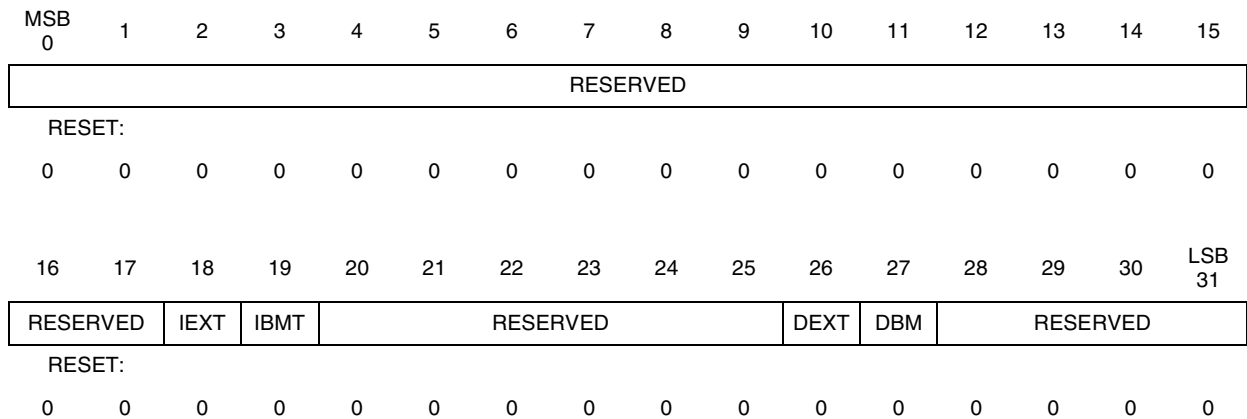 MSB
0 1 2 3 4 5 6 7 8 9 10 11 12 13 14 15
RESERVED
RESET:
0 0 0 0 0 0 0 0 0 0 0 0 0 0 0 0
16 17 18 19 20 21 22 23 24 25 26 27 28 29 30 LSB
31
RESERVED IEXT IBMT RESERVED DEXT DBM RESERVED
RESET:
0 0 0 0 0 0 0 0 0 0 0 0 0 0 0 0